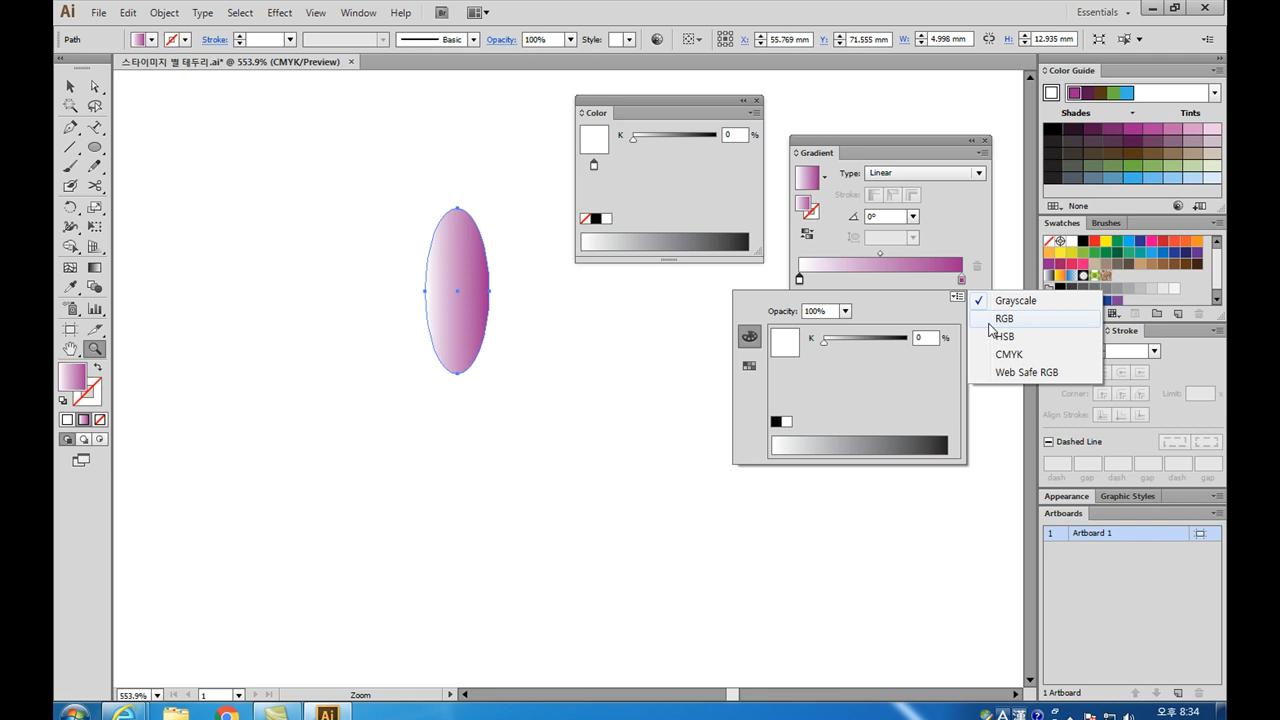 Ai File Edit Object Type Select Effect View Window Help Br Essentials
Path Stroke: Basic Opacity: 100% Style: X: 55.769 mm Y: 71.555 mm W: 4.998 mm H: 12.935 mm
스타이미지 별 테두리.ai* @ 553.9% (CMYK/Preview) ×
Color
K 0 %
Gradient
Type: Linear
Stroke:
0°
Opacity: 100%
K 0 %
Grayscale
RGB
HSB
CMYK
Web Safe RGB
Color Guide
Shades Tints
None
Swatches Brushes
Stroke
Corner: Limit:
Align Stroke:
Dashed Line
dash gap dash gap dash gap
Appearance Graphic Styles
Artboards
1 Artboard 1
1 Artboard
553.9% 1 Zoom
Ai A 오후 8:34